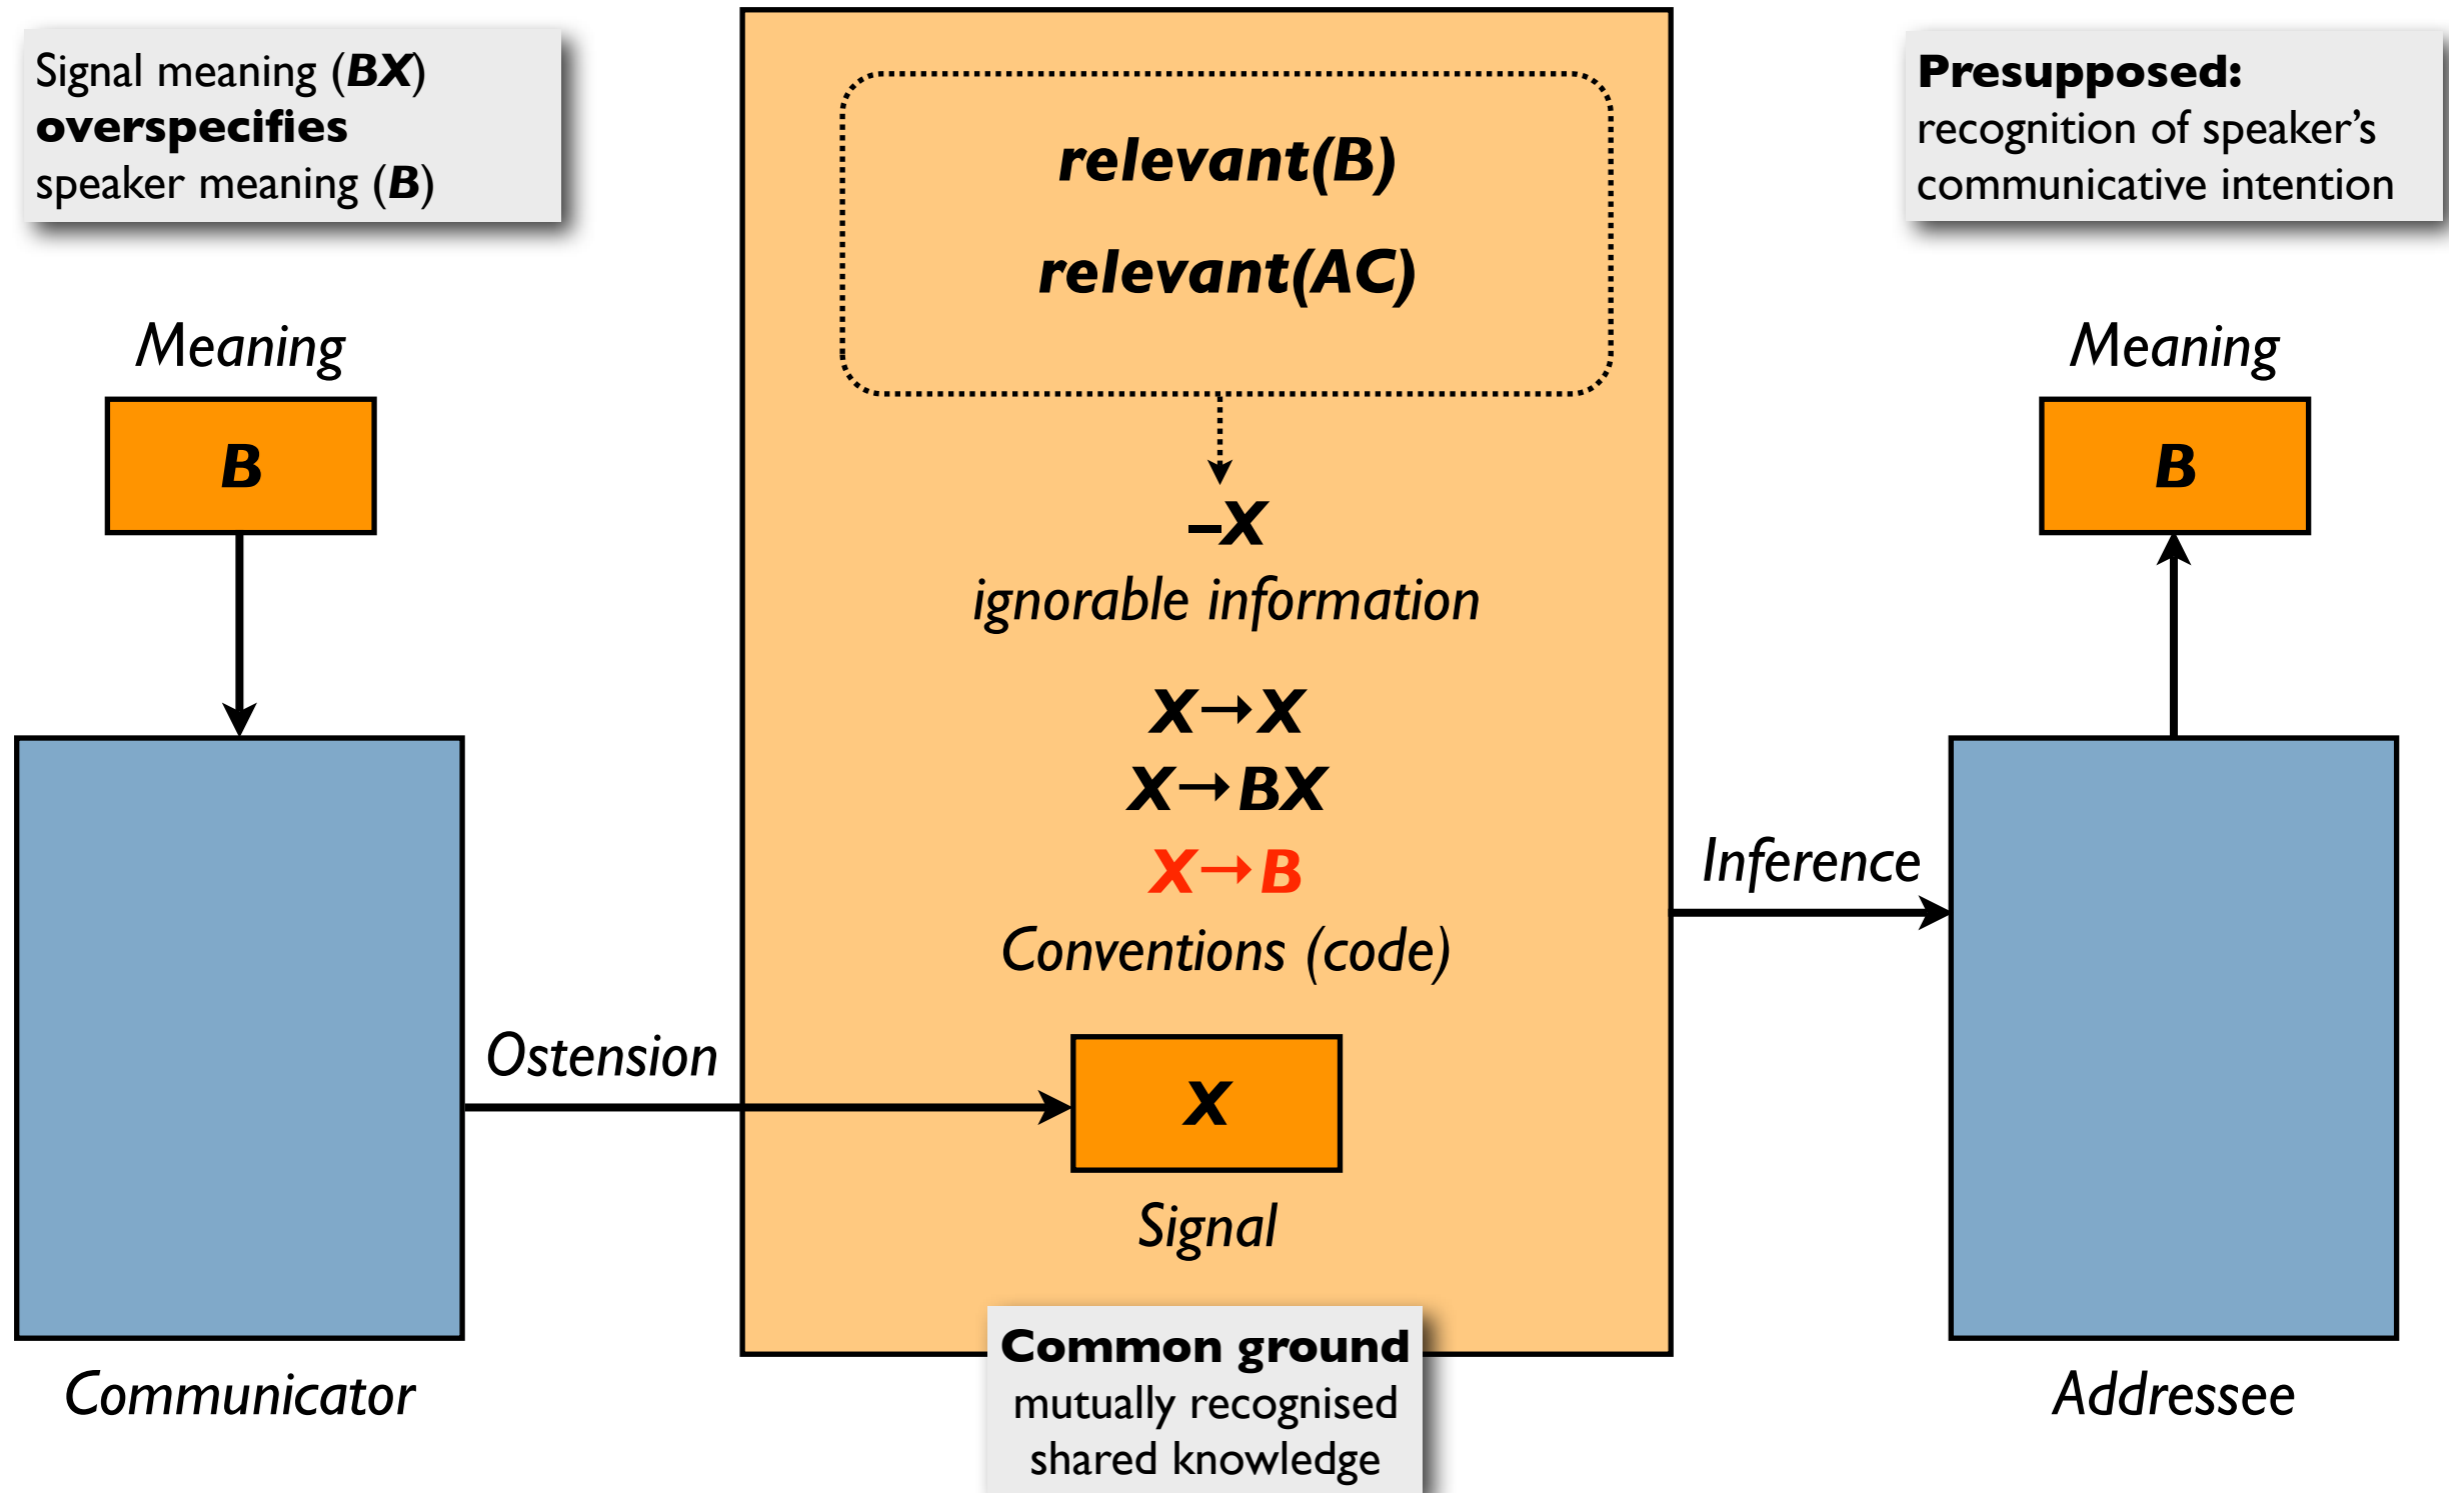 Signal meaning (BX)
overspecifies
speaker meaning (B)
Presupposed:
recognition of speaker's
communicative intention
relevant(B)
relevant(AC)
Meaning
B
Meaning
B
–X
ignorable information
X→X
X→BX
X→B
Conventions (code)
Inference
Ostension
X
Signal
Common ground
mutually recognised
shared knowledge
Communicator
Addressee